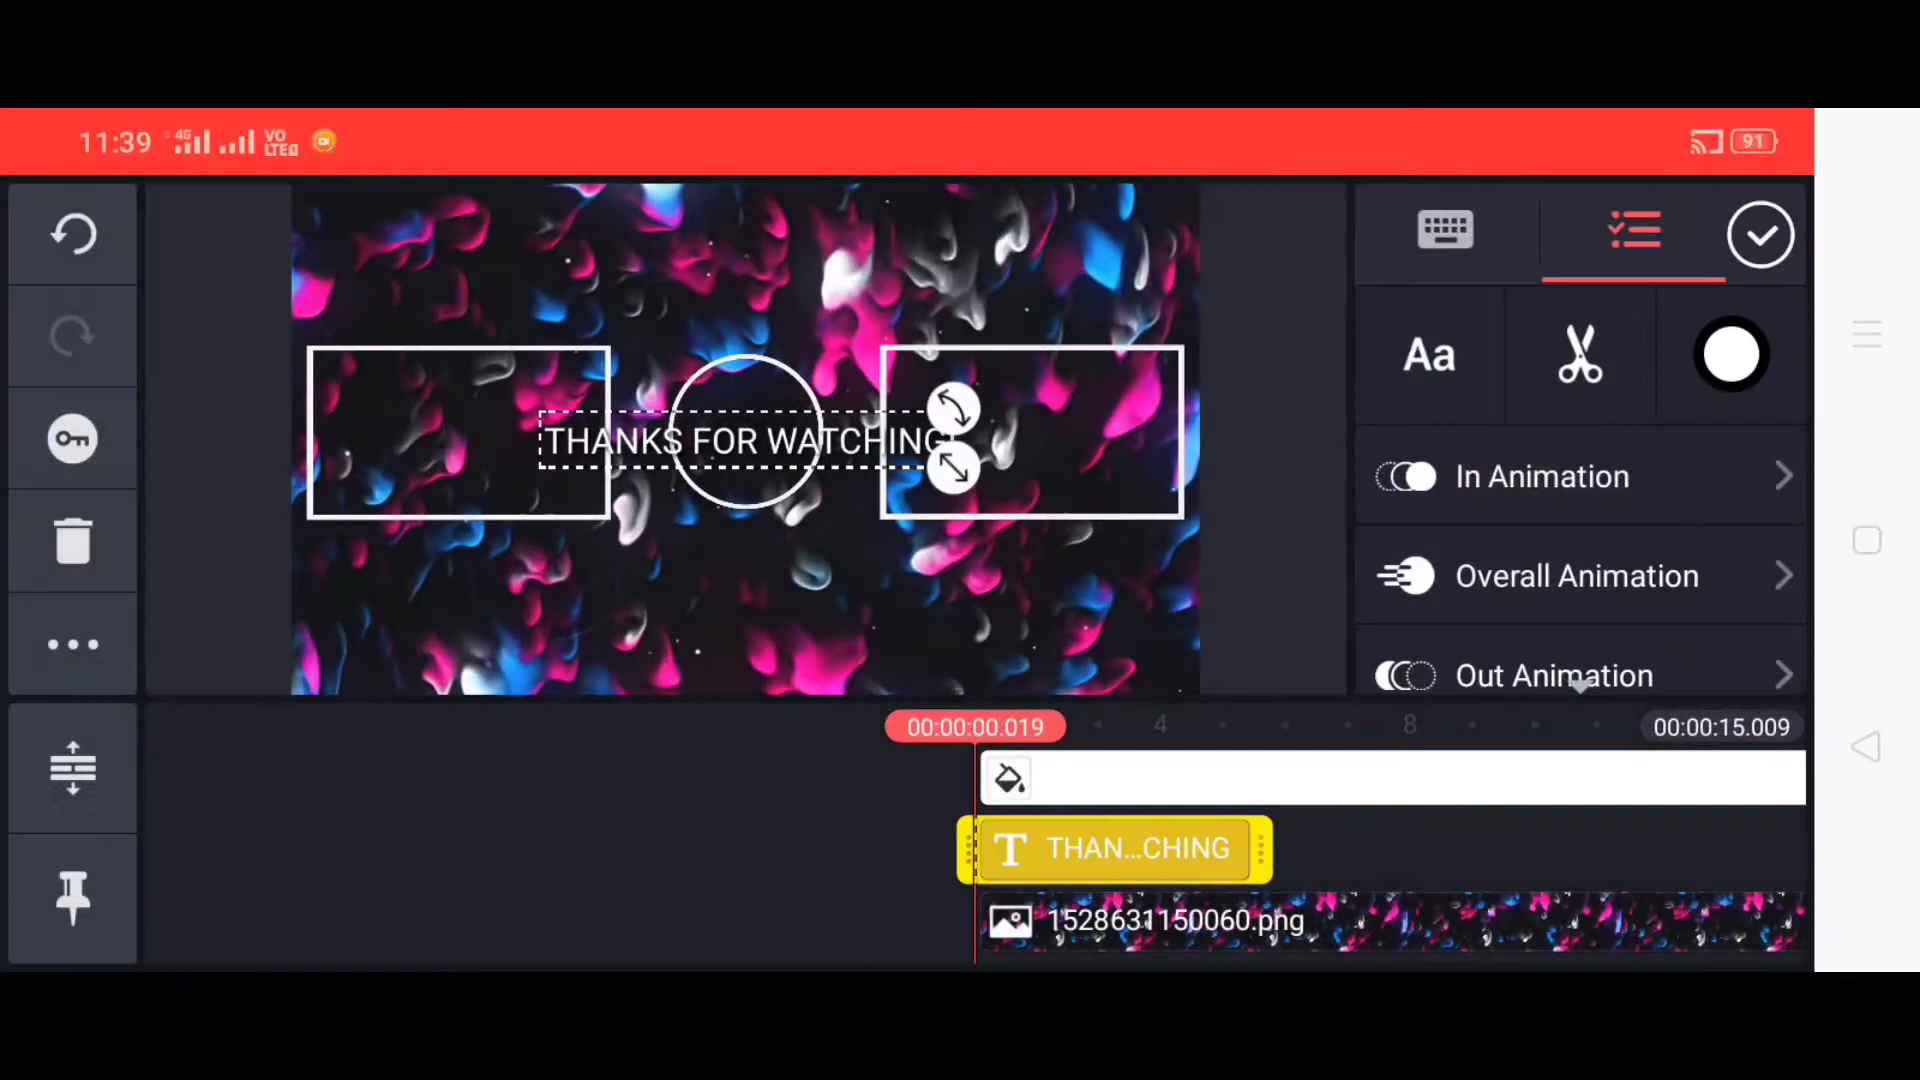 11:39 4G VO LTE 91
THANKS FOR WATCHING
Aa
In Animation
Overall Animation
Out Animation
00:00:00.019 4 8 00:00:15.009
T THAN...CHING
1528631150060.png